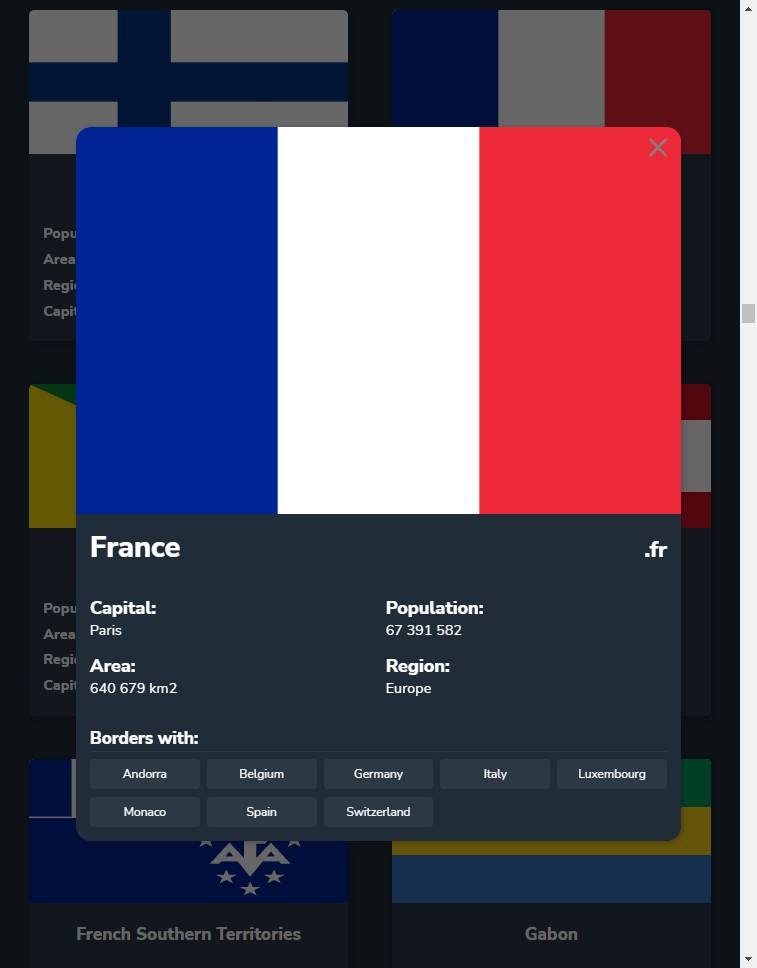 Popu
Area
Regi
Capit
France
.fr
Capital:
Population:
Paris
67 391 582
Area:
Region:
640 679 km2
Europe
Borders with:
Andorra
Belgium
Germany
Italy
Luxembourg
Monaco
Spain
Switzerland
Popu
Area
Regi
Capit
French Southern Territories
Gabon